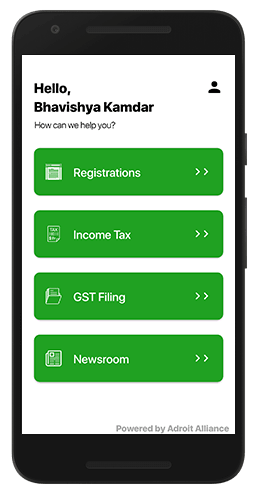 Hello,
Bhavishya Kamdar
How can we help you?
Registrations
Income Tax
GST Filing
Newsroom
Powered by Adroit Alliance